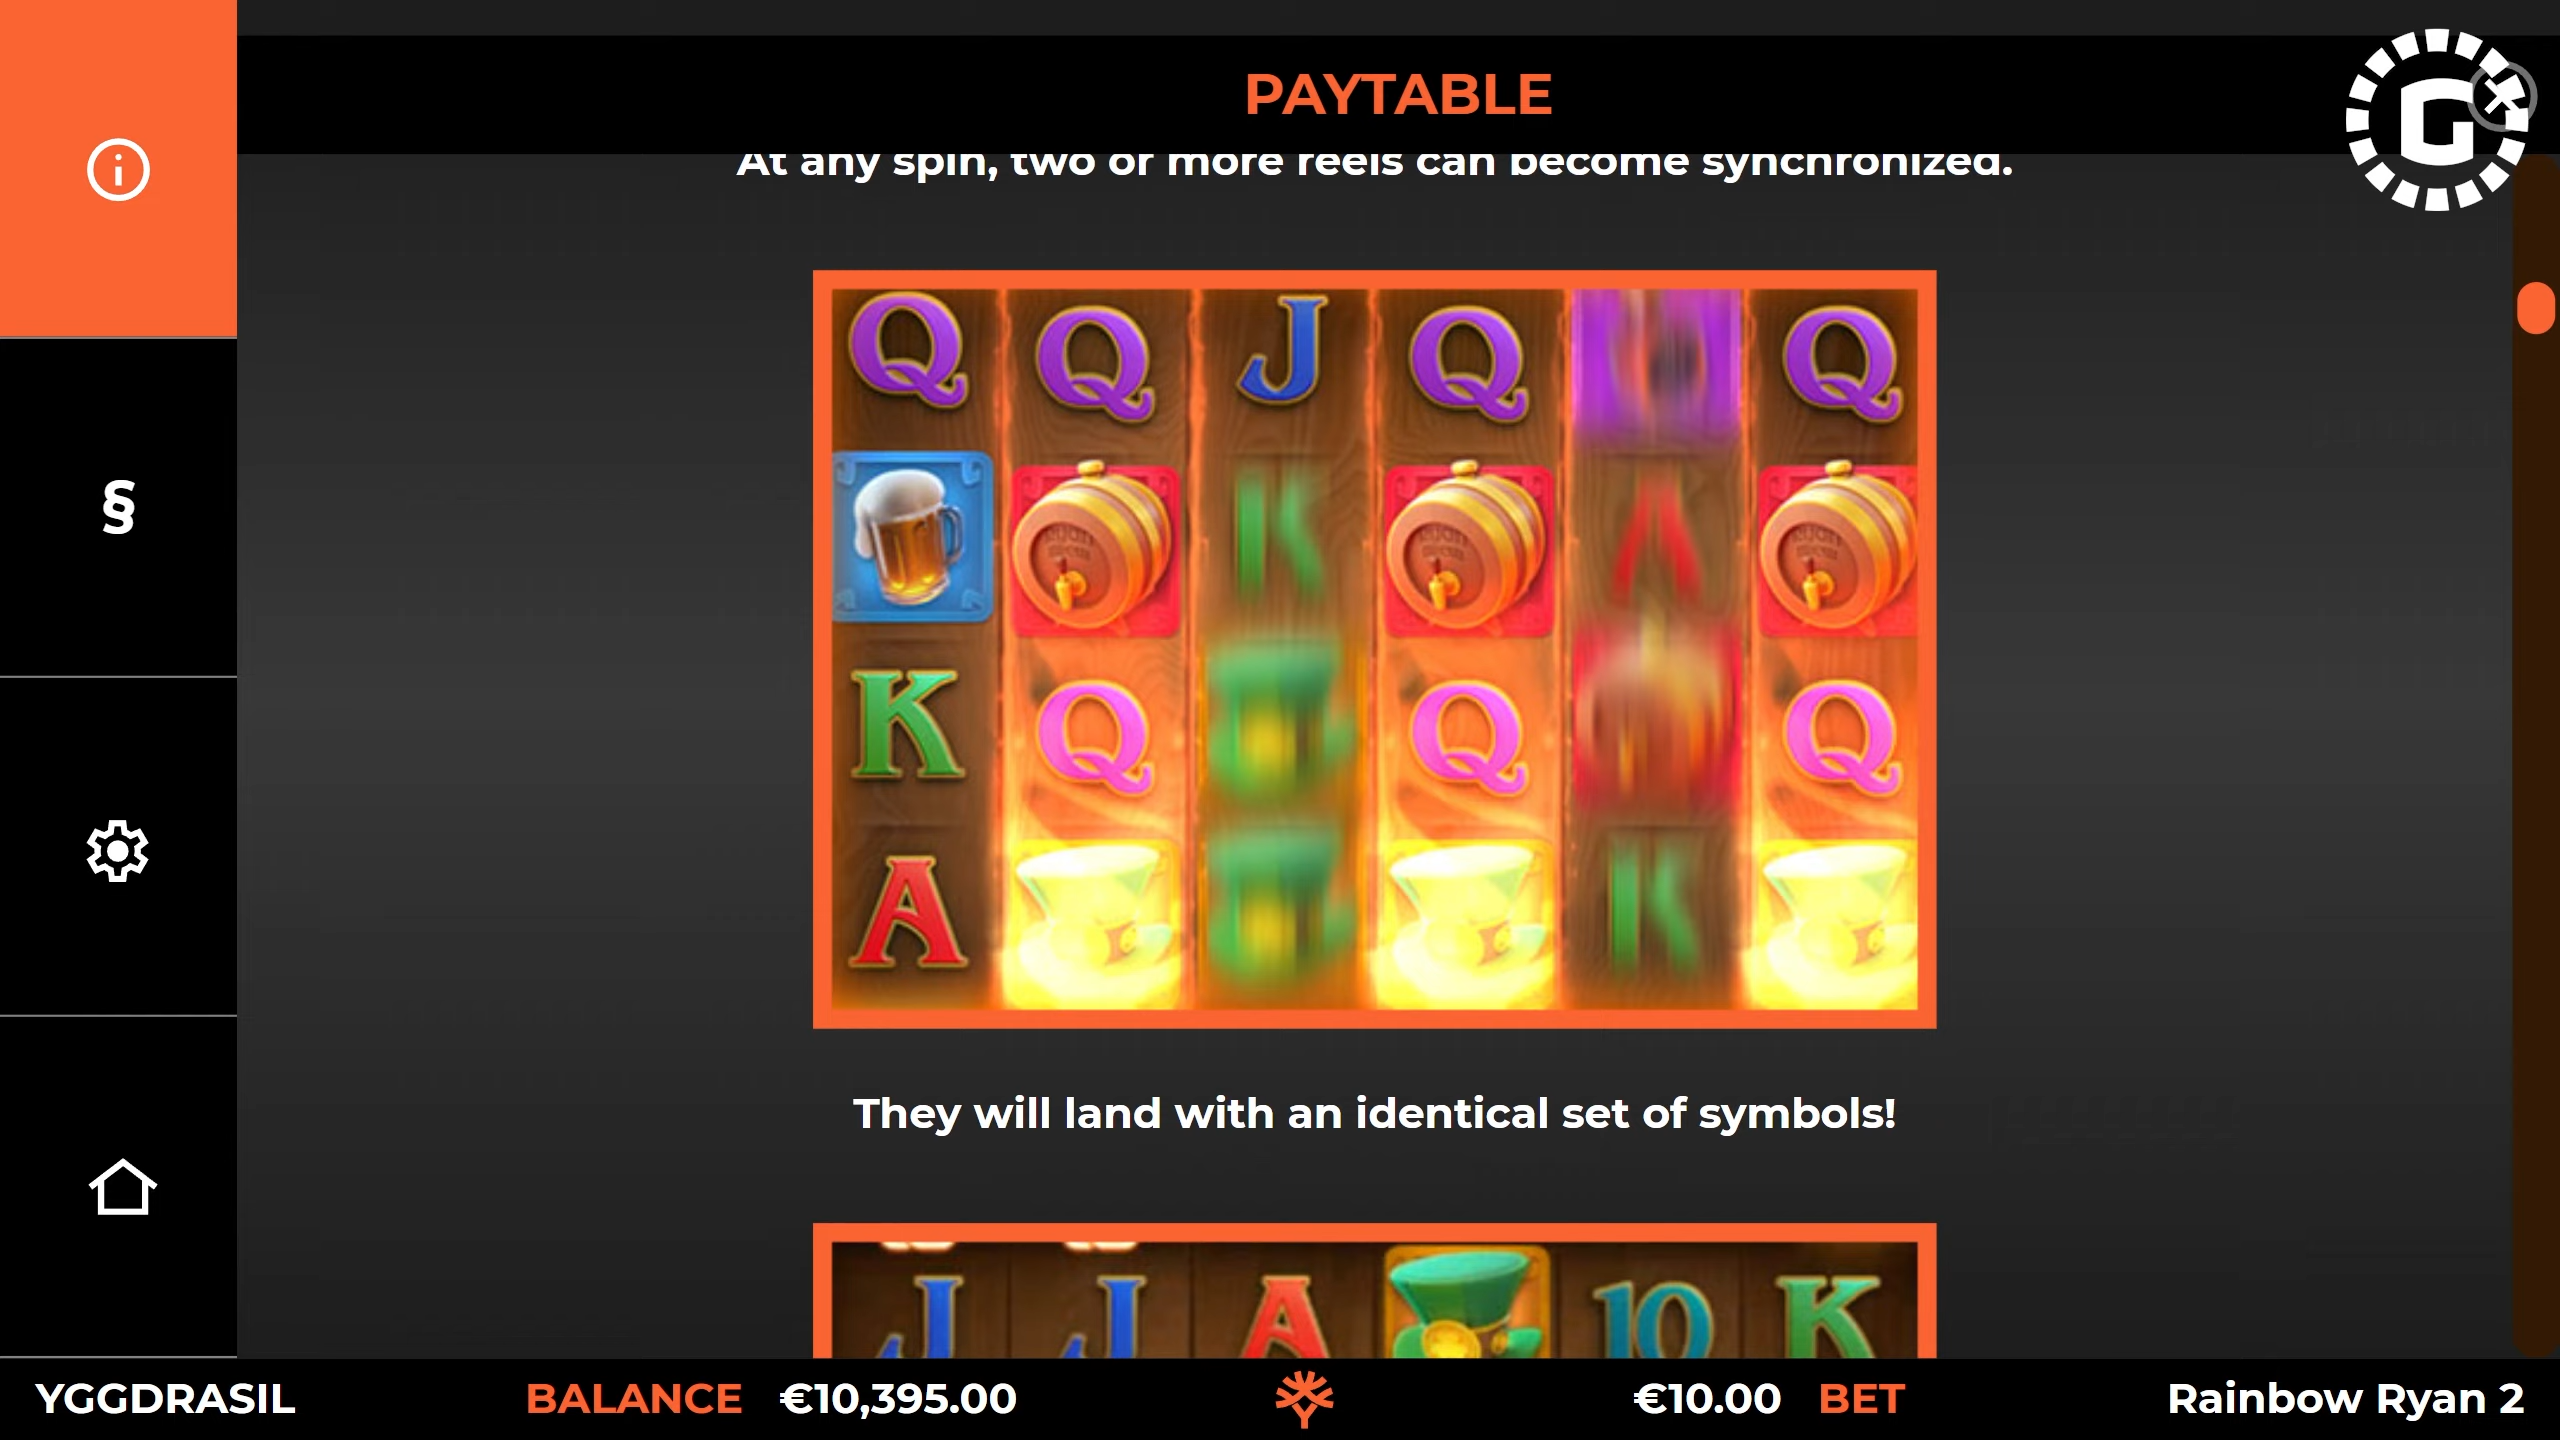 PAYTABLE
G
At any spin, two or more reels can become synchronized.
Q Q J Q Q
K A
K Q Q Q
A K
They will land with an identical set of symbols!
J J A 10 K
§
YGGDRASIL BALANCE €10,395.00 €10.00 BET Rainbow Ryan 2